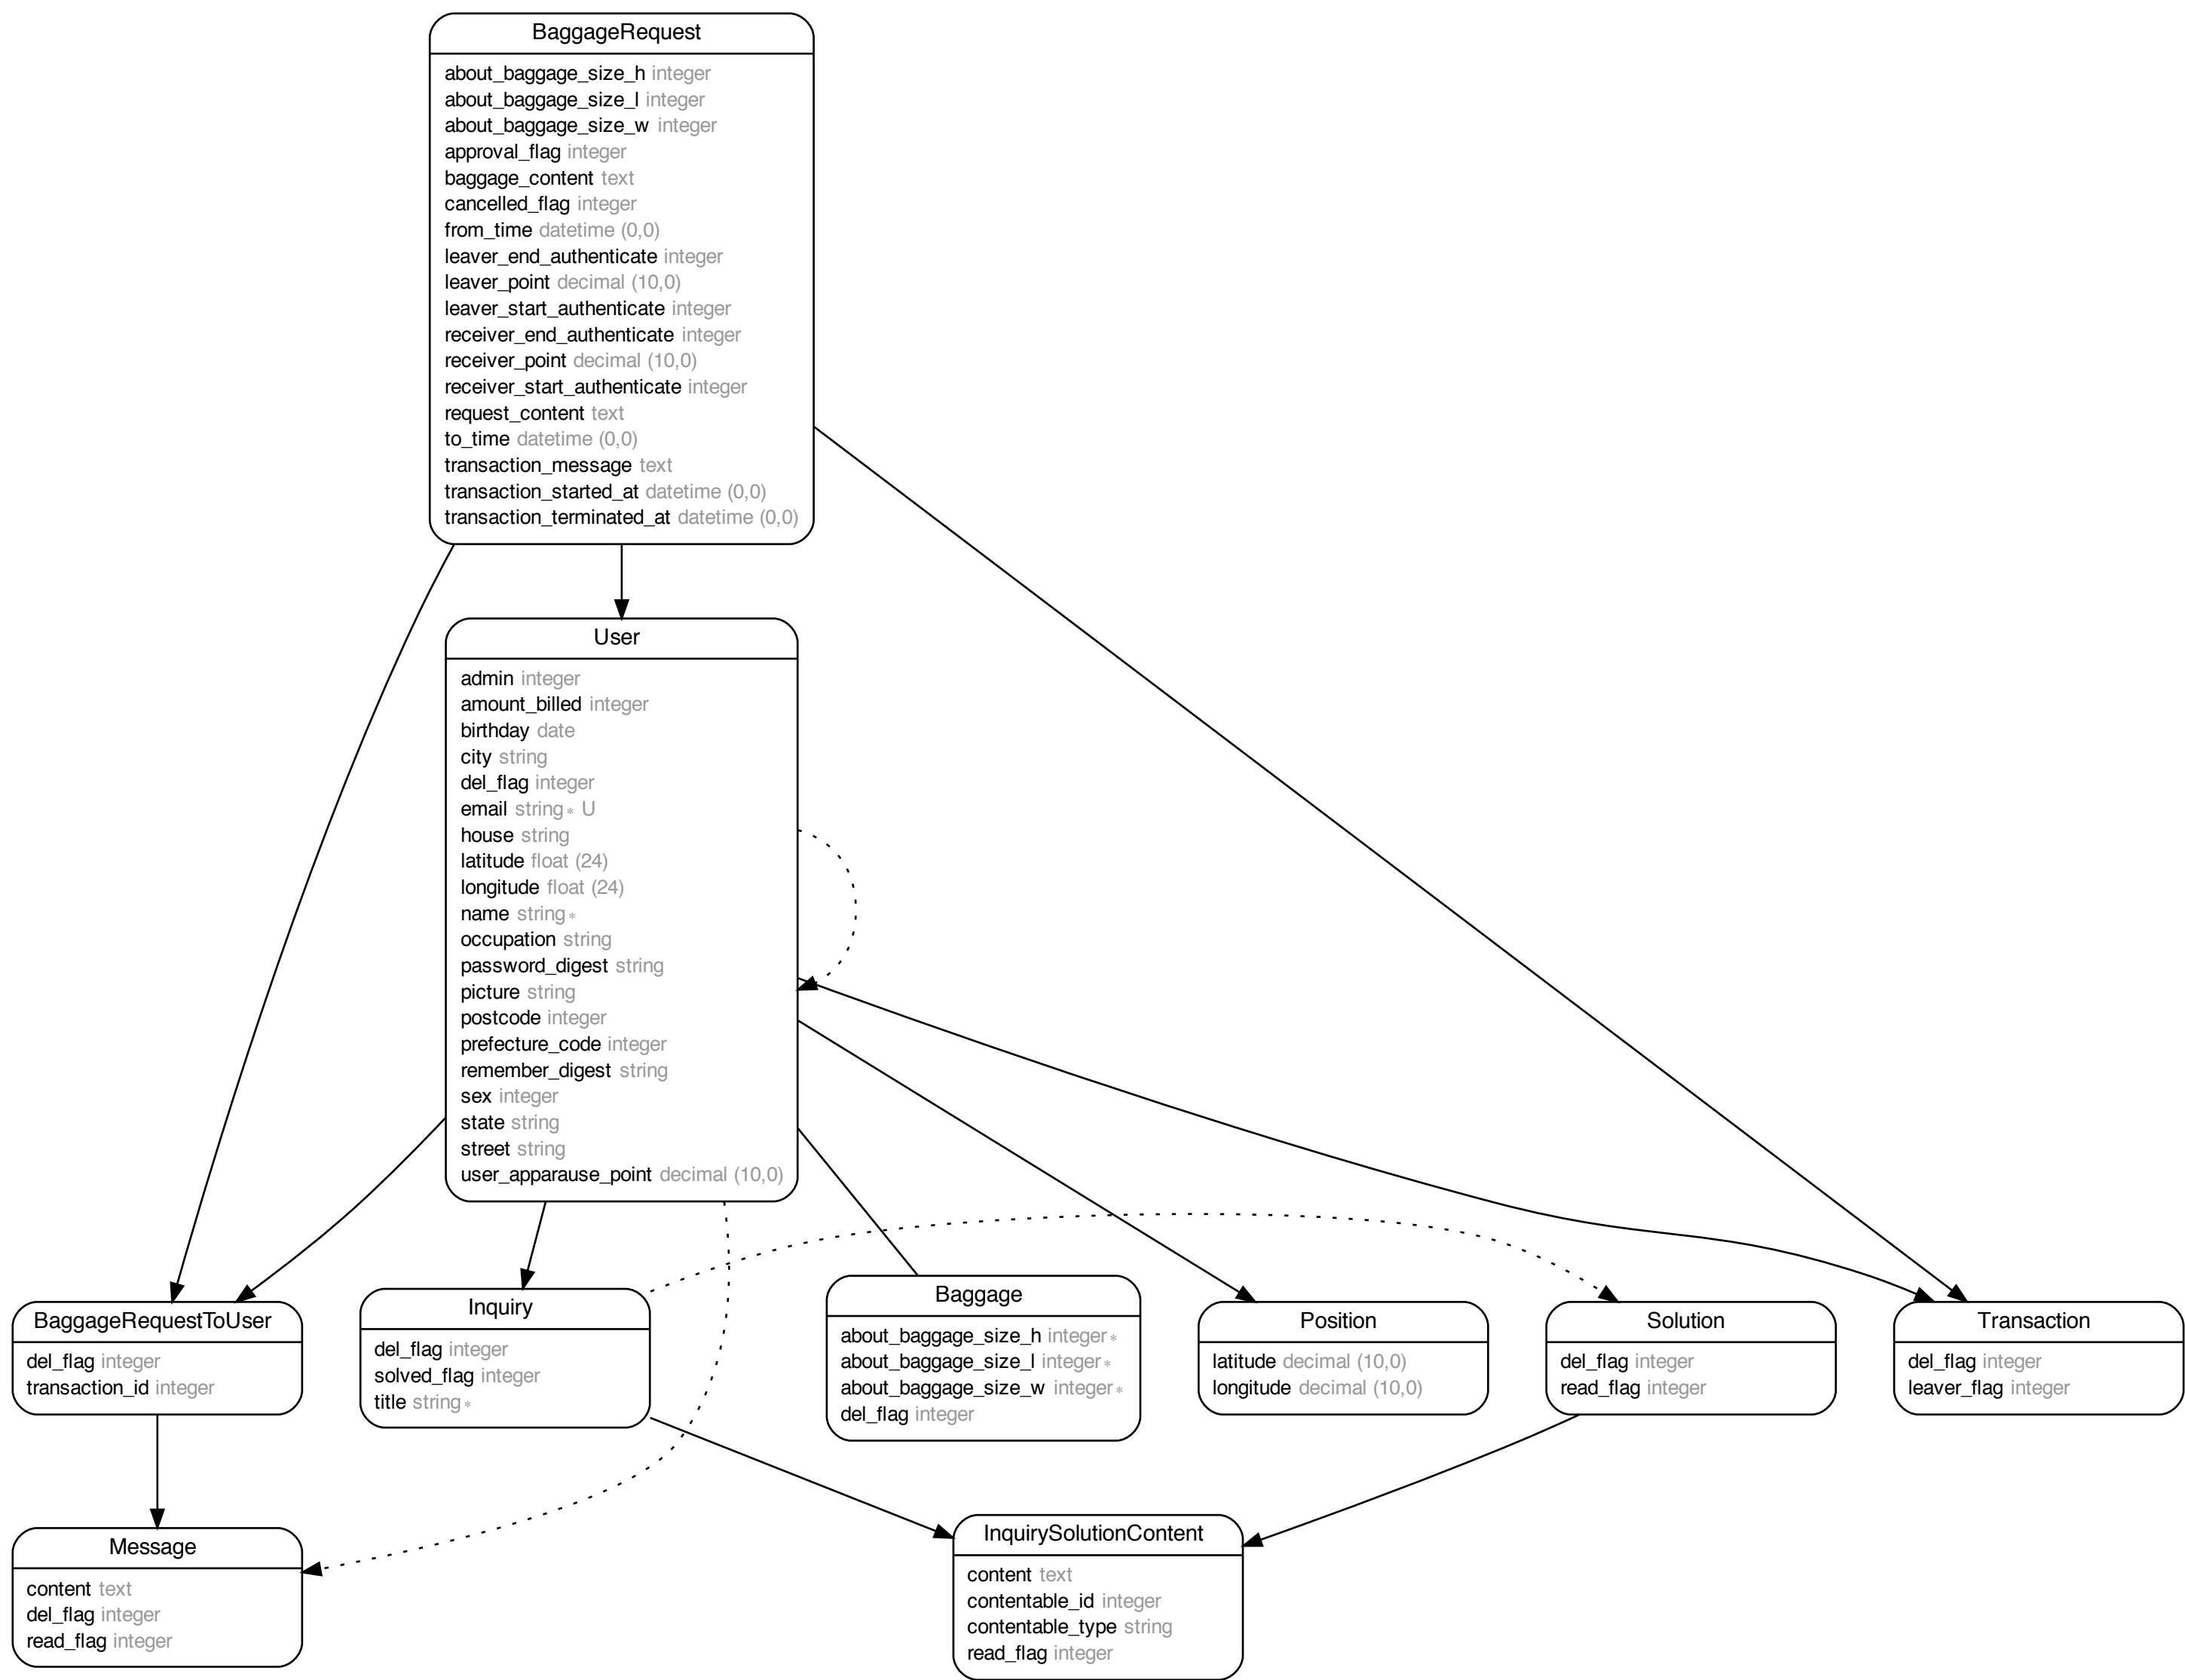 BaggageRequest
about_baggage_size_h integer
about_baggage_size_l integer
about_baggage_size_w integer
approval_flag integer
baggage_content text
cancelled_flag integer
from_time datetime (0,0)
leaver_end_authenticate integer
leaver_point decimal (10,0)
leaver_start_authenticate integer
receiver_end_authenticate integer
receiver_point decimal (10,0)
receiver_start_authenticate integer
request_content text
to_time datetime (0,0)
transaction_message text
transaction_started_at datetime (0,0)
transaction_terminated_at datetime (0,0)
User
admin integer
amount_billed integer
birthday date
city string
del_flag integer
email string* U
house string
latitude float (24)
longitude float (24)
name string*
occupation string
password_digest string
picture string
postcode integer
prefecture_code integer
remember_digest string
sex integer
state string
street string
user_apparause_point decimal (10,0)
BaggageRequestToUser
del_flag integer
transaction_id integer
Inquiry
del_flag integer
solved_flag integer
title string*
Baggage
about_baggage_size_h integer*
about_baggage_size_l integer*
about_baggage_size_w integer*
del_flag integer
Position
latitude decimal (10,0)
longitude decimal (10,0)
Solution
del_flag integer
read_flag integer
Transaction
del_flag integer
leaver_flag integer
Message
content text
del_flag integer
read_flag integer
InquirySolutionContent
content text
contentable_id integer
contentable_type string
read_flag integer